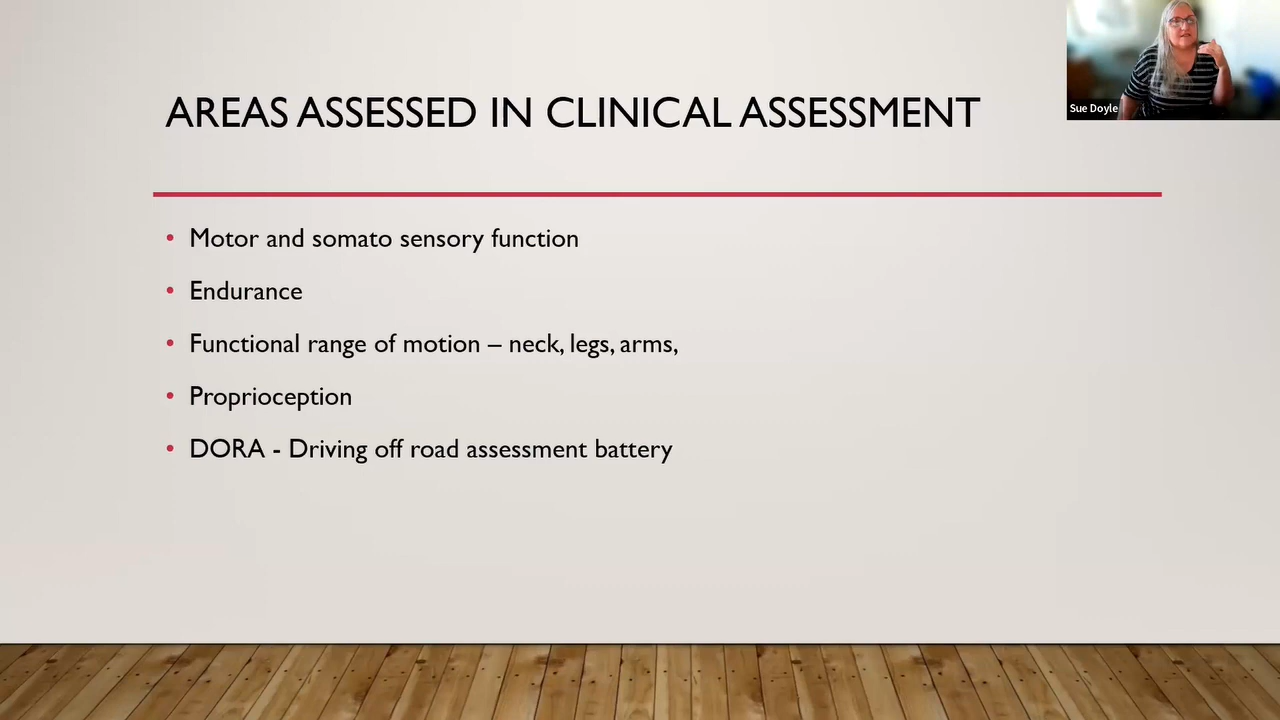 AREAS ASSESSED IN CLINICAL ASSESSMENT
Sue Doyle
• Motor and somato sensory function
• Endurance
• Functional range of motion – neck, legs, arms,
• Proprioception
• DORA - Driving off road assessment battery